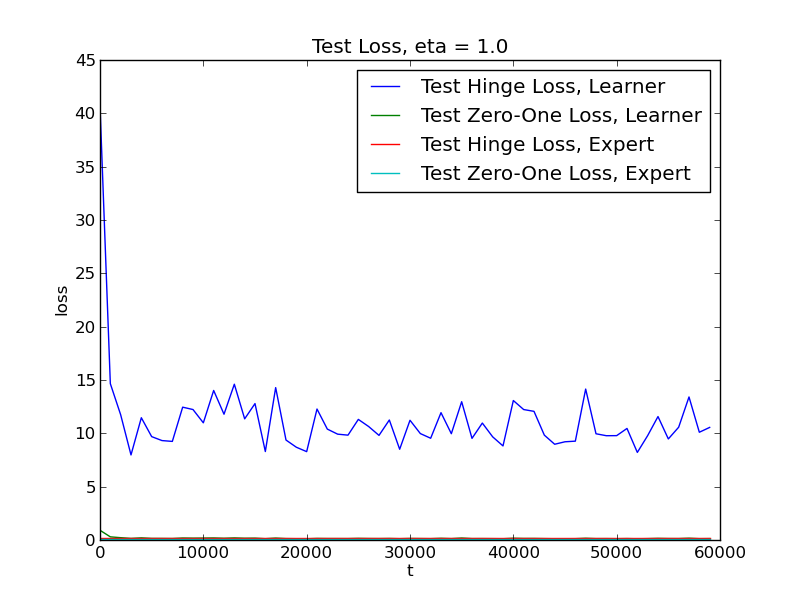 Test Loss, eta = 1.0
45
40
35
30
25
20
15
10
5
0
loss
Test Hinge Loss, Learner
Test Zero-One Loss, Learner
Test Hinge Loss, Expert
Test Zero-One Loss, Expert
0 10000 20000 30000 40000 50000 60000
t